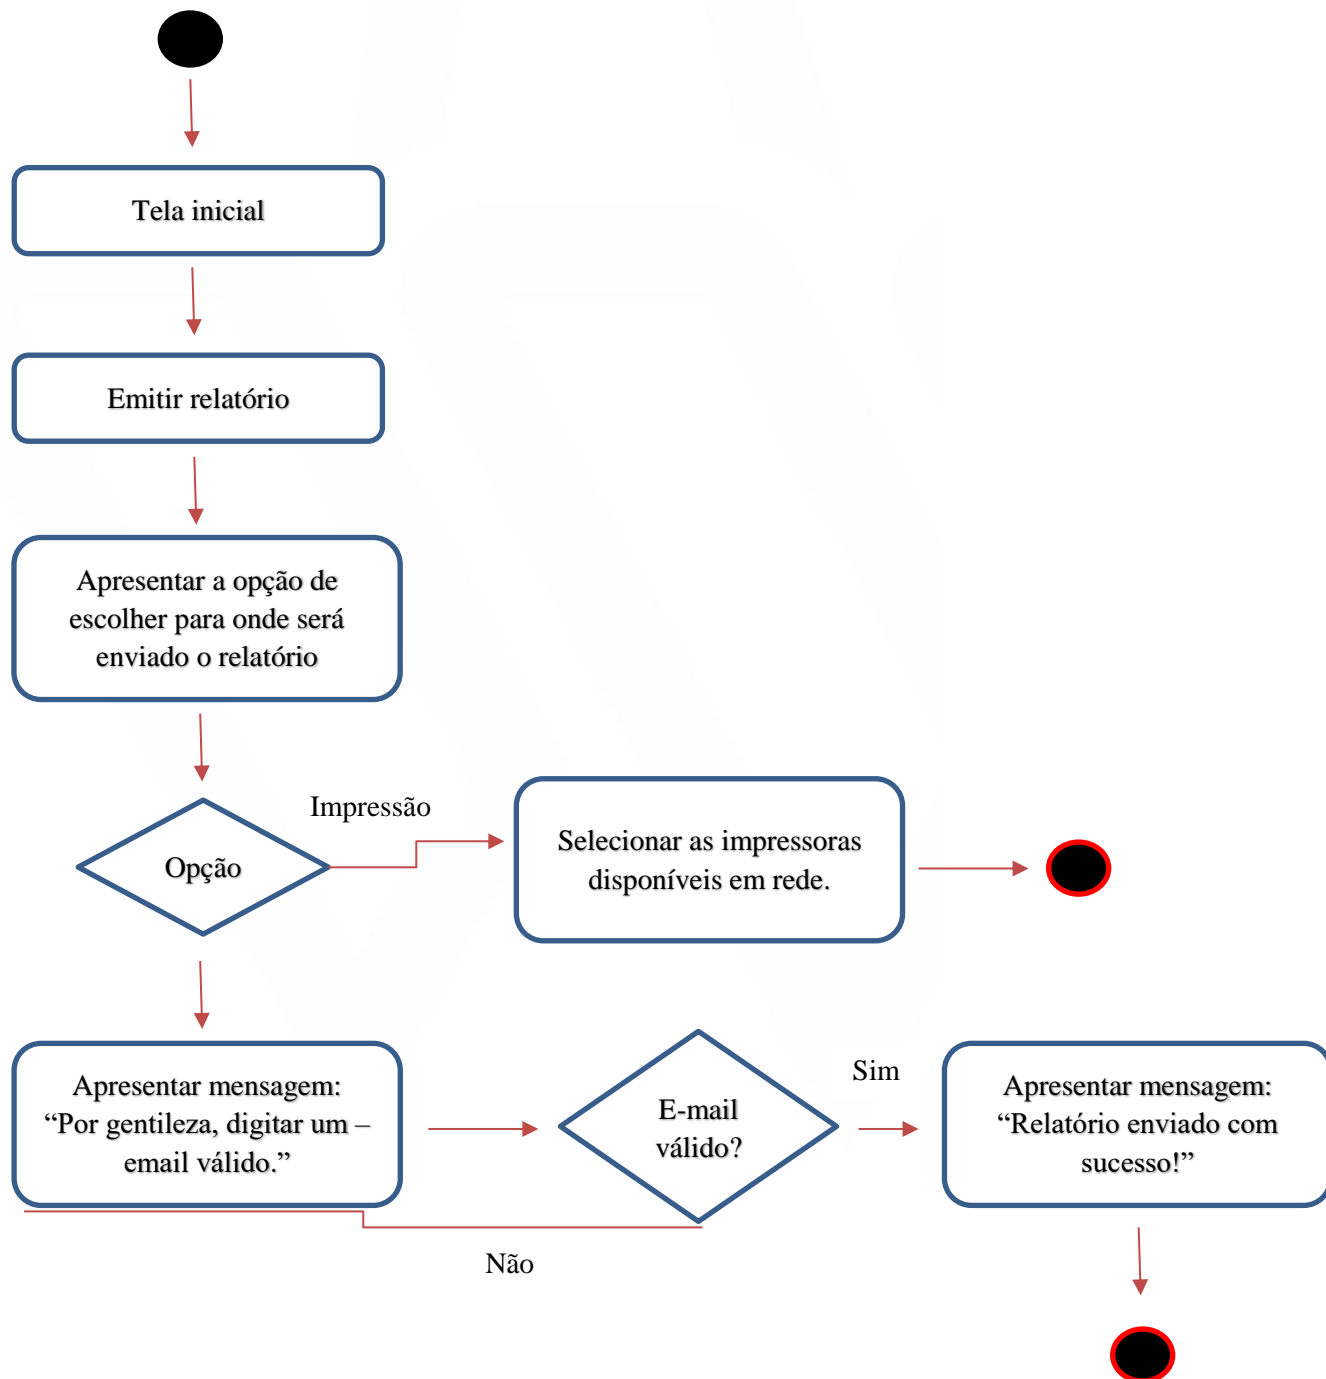 Tela inicial
Emitir relatório
Apresentar a opção de
escolher para onde será
enviado o relatório
Impressão
Opção
Selecionar as impressoras
disponíveis em rede.
Apresentar mensagem:
“Por gentileza, digitar um –
email válido.”
E-mail
válido?
Sim
Apresentar mensagem:
“Relatório enviado com
sucesso!”
Não